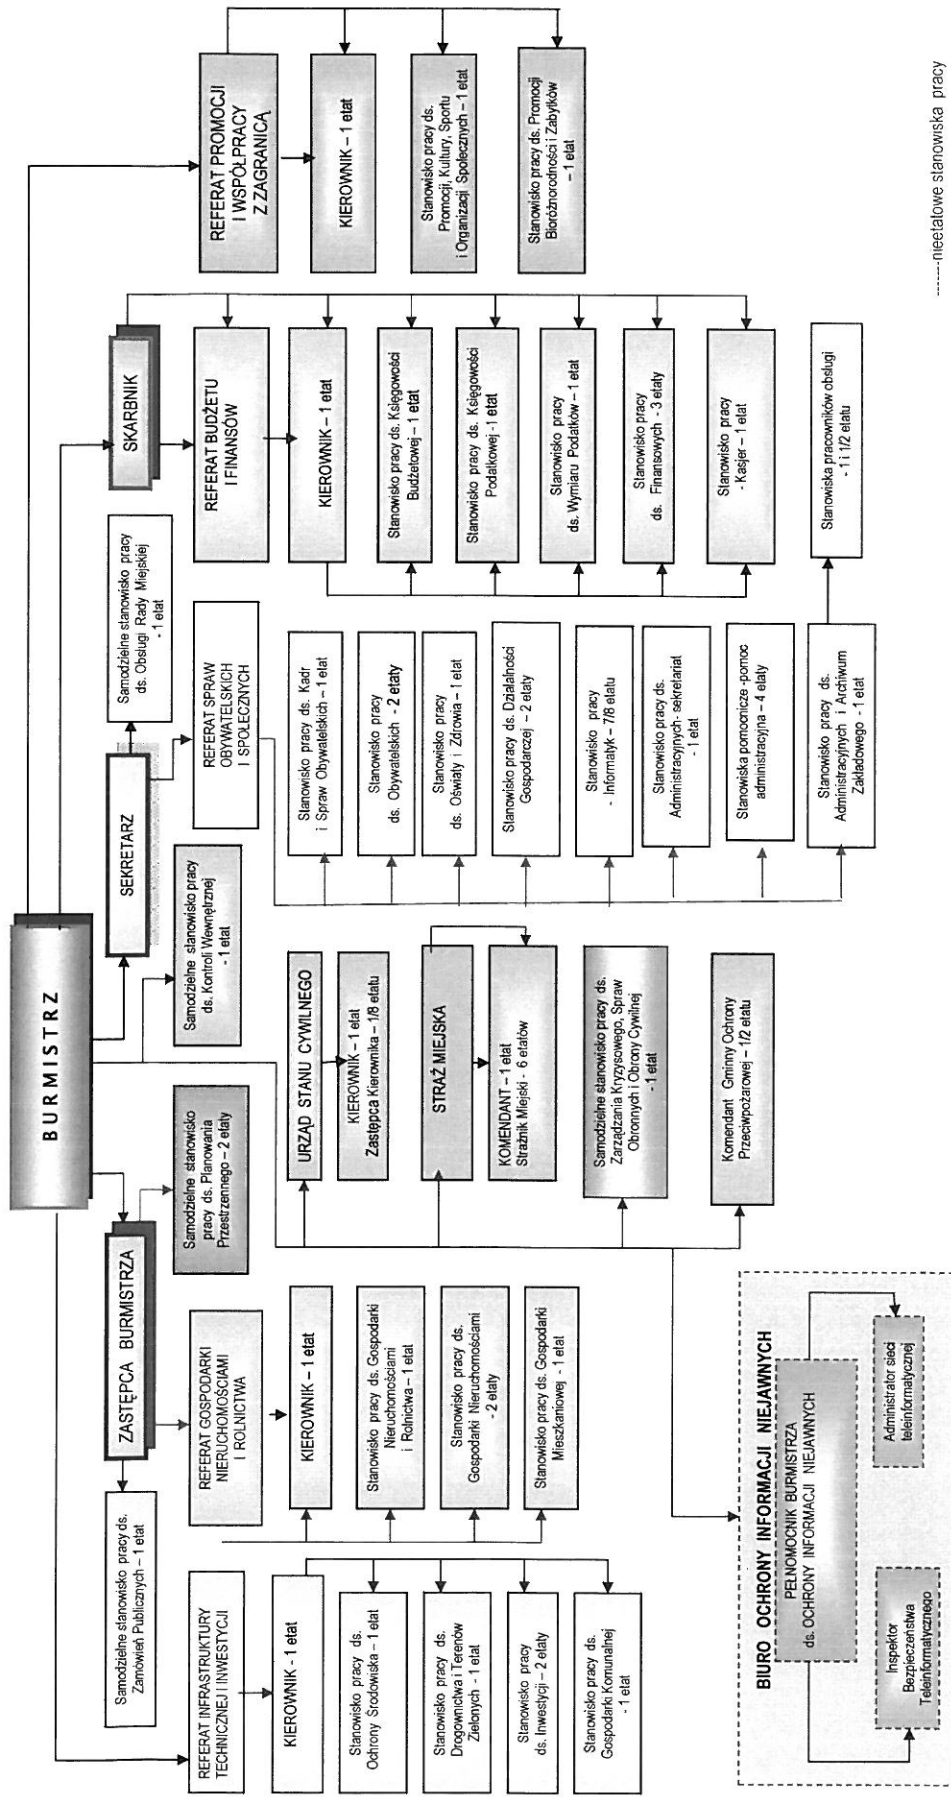 BURMISTRZ
ZASTĘPCA BURMISTRZA
SEKRETARZ
SKARBNIK
Samodzielne stanowisko pracy ds.
Zamówień Publicznych – 1 etat
Samodzielne stanowisko
pracy ds. Planowania
Przestrzennego – 2 etaty
Samodzielne stanowisko pracy
ds. Kontroli Wewnętrznej
- 1 etat
Samodzielne stanowisko pracy
ds. Obsługi Rady Miejskiej
- 1 etat
REFERAT INFRASTRUKTURY
TECHNICZNEJ I INWESTYCJI
KIEROWNIK - 1 etat
Stanowisko pracy ds.
Ochrony Środowiska – 1 etat
Stanowisko pracy ds.
Drogownictwa i Terenów
Zielonych - 1 etat
Stanowisko pracy
ds. Inwestycji – 2 etaty
Stanowisko pracy ds.
Gospodarki Komunalnej
- 1 etat
REFERAT GOSPODARKI
NIERUCHOMOŚCIAMI
I ROLNICTWA
KIEROWNIK – 1 etat
Stanowisko pracy ds. Gospodarki
Nieruchomościami
i Rolnictwa – 1 etat
Stanowisko pracy ds.
Gospodarki Nieruchomościami
- 2 etaty
Stanowisko pracy ds. Gospodarki
Mieszkaniowej - 1 etat
URZĄD STANU CYWILNEGO
KIEROWNIK – 1 etat
Zastępca Kierownika – 1/8 etatu
STRAŻ MIEJSKA
KOMENDANT – 1 etat
Strażnik Miejski - 6 etatów
Samodzielne stanowisko pracy ds.
Zarządzania Kryzysowego, Spraw
Obronnych i Obrony Cywilnej
- 1 etat
Komendant Gminny Ochrony
Przeciwpożarowej – 1/2 etatu
REFERAT SPRAW
OBYWATELSKICH
I SPOŁECZNYCH
Stanowisko pracy ds. Kadr
i Spraw Obywatelskich – 1 etat
Stanowisko pracy
ds. Obywatelskich - 2 etaty
Stanowisko pracy
ds. Oświaty i Zdrowia – 1 etat
Stanowisko pracy ds. Działalności
Gospodarczej – 2 etaty
Stanowisko pracy
- Informatyk – 7/8 etatu
Stanowisko pracy ds.
Administracyjnych- sekretariat
- 1 etat
Stanowiska pomocnicze -pomoc
administracyjna – 4 etaty
Stanowisko pracy ds.
Administracyjnych i Archiwum
Zakładowego - 1 etat
Stanowiska pracowników obsługi
- 1 i 1/2 etatu
REFERAT BUDŻETU
I FINANSÓW
KIEROWNIK – 1 etat
Stanowisko pracy ds. Księgowości
Budżetowej – 1 etat
Stanowisko pracy ds. Księgowości
Podatkowej -1 etat
Stanowisko pracy
ds. Wymiaru Podatków – 1 etat
Stanowisko pracy
ds. Finansowych - 3 etaty
Stanowisko pracy
- Kasjer – 1 etat
REFERAT PROMOCJI
I WSPÓŁPRACY
Z ZAGRANICĄ
KIEROWNIK – 1 etat
Stanowisko pracy ds.
Promocji, Kultury, Sportu
i Organizacji Społecznych – 1 etat
Stanowisko pracy ds. Promocji
Bioróżnorodności i Zabytków
– 1 etat
BIURO OCHRONY INFORMACJI NIEJAWNYCH
PEŁNOMOCNIK BURMISTRZA
ds. OCHRONY INFORMACJI NIEJAWNYCH
Inspektor
Bezpieczeństwa
Teleinformatycznego
Administrator sieci
teleinformatycznej
------nieetatowe stanowiska pracy